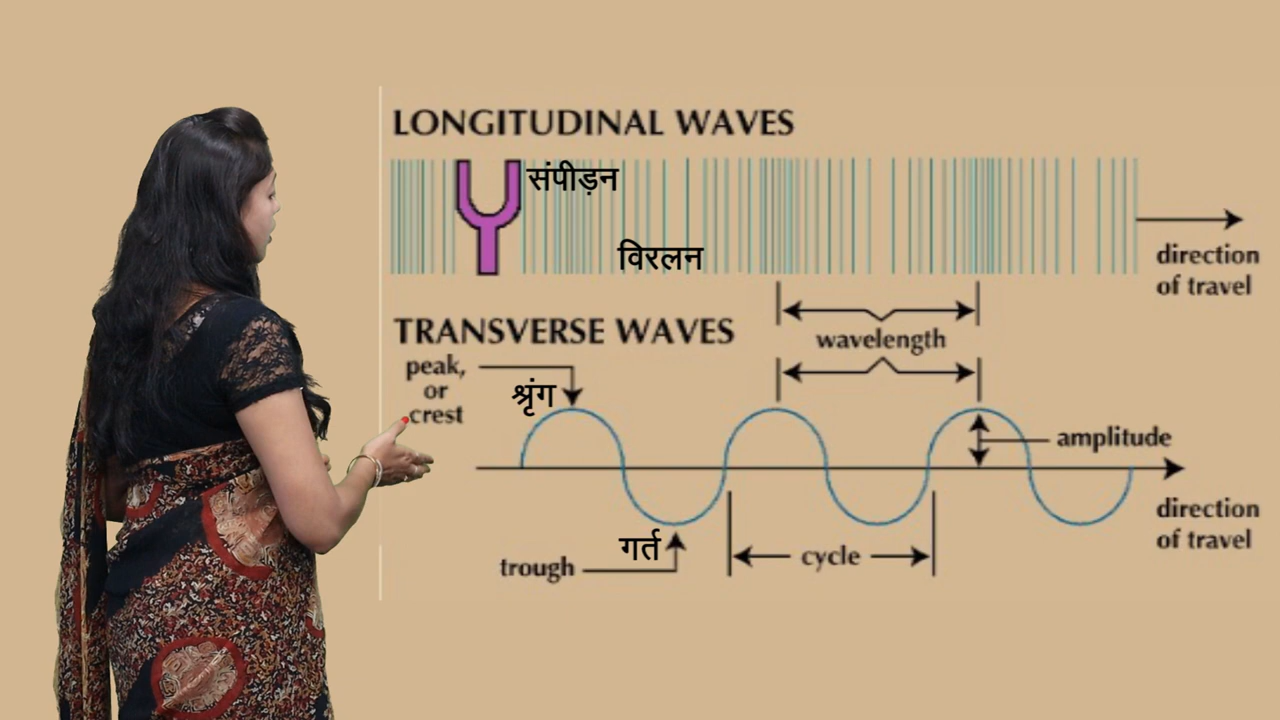 LONGITUDINAL WAVES
संपीड़न
विरलन
direction
of travel
wavelength
TRANSVERSE WAVES
peak,
or
crest
श्रृंग
amplitude
direction
of travel
गर्त
trough
cycle